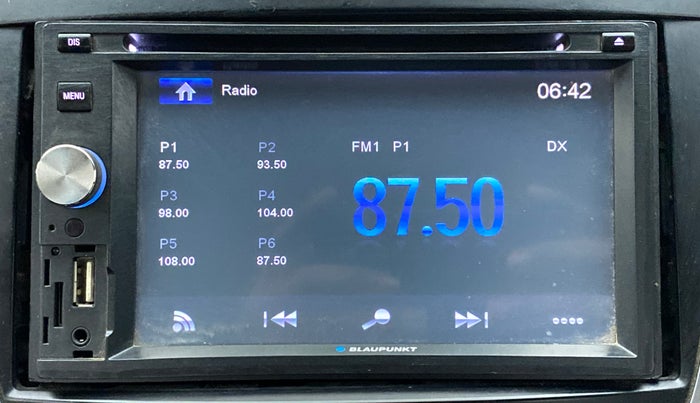 DIS
MENU
Radio
06:42
P1
87.50
P2
93.50
P3
98.00
P4
104.00
P5
108.00
P6
87.50
FM1 P1
DX
87.50
BLAUPUNKT